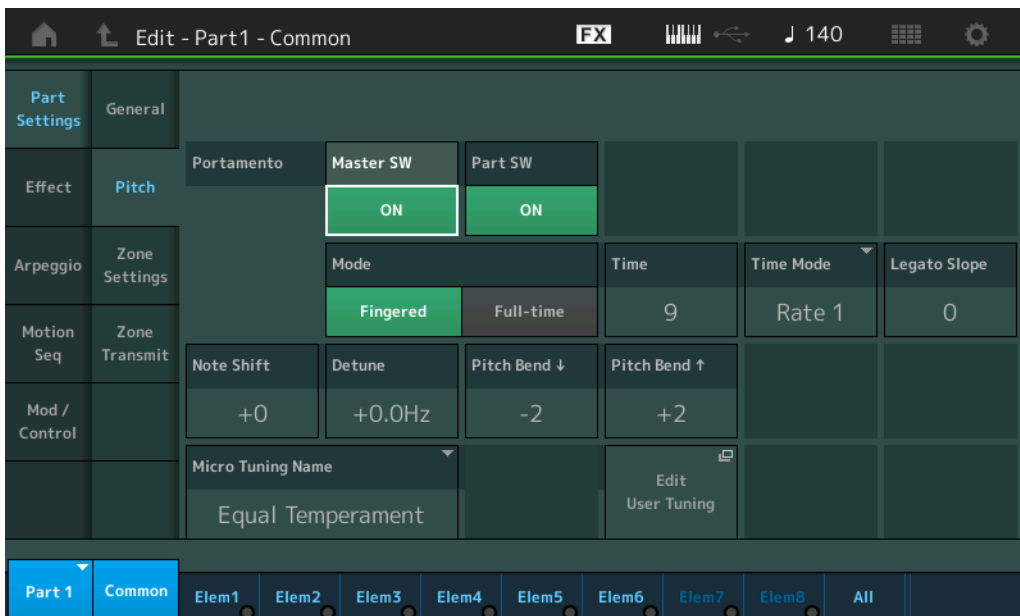 Edit - Part1 - Common FX ♩ 140
Part Settings
General
Effect
Pitch
Arpeggio
Zone Settings
Motion Seq
Zone Transmit
Mod / Control
Portamento
Master SW
ON
Part SW
ON
Mode
Fingered Full-time
Time
9
Time Mode
Rate 1
Legato Slope
0
Note Shift
+0
Detune
+0.0Hz
Pitch Bend ↓
-2
Pitch Bend ↑
+2
Micro Tuning Name
Equal Temperament
Edit
User Tuning
Part 1 Common Elem1 Elem2 Elem3 Elem4 Elem5 Elem6 Elem7 Elem8 All